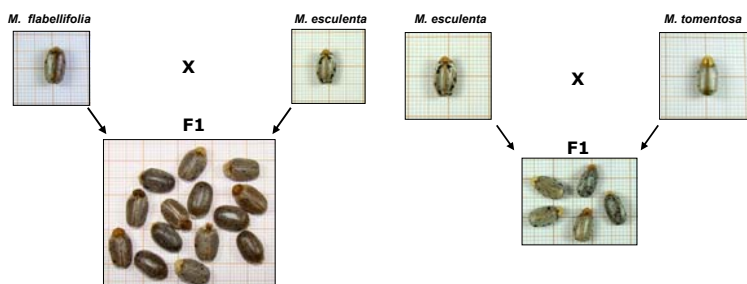 M. flabellifolia
M. esculenta
M. esculenta
M. tomentosa
X
X
F1
F1